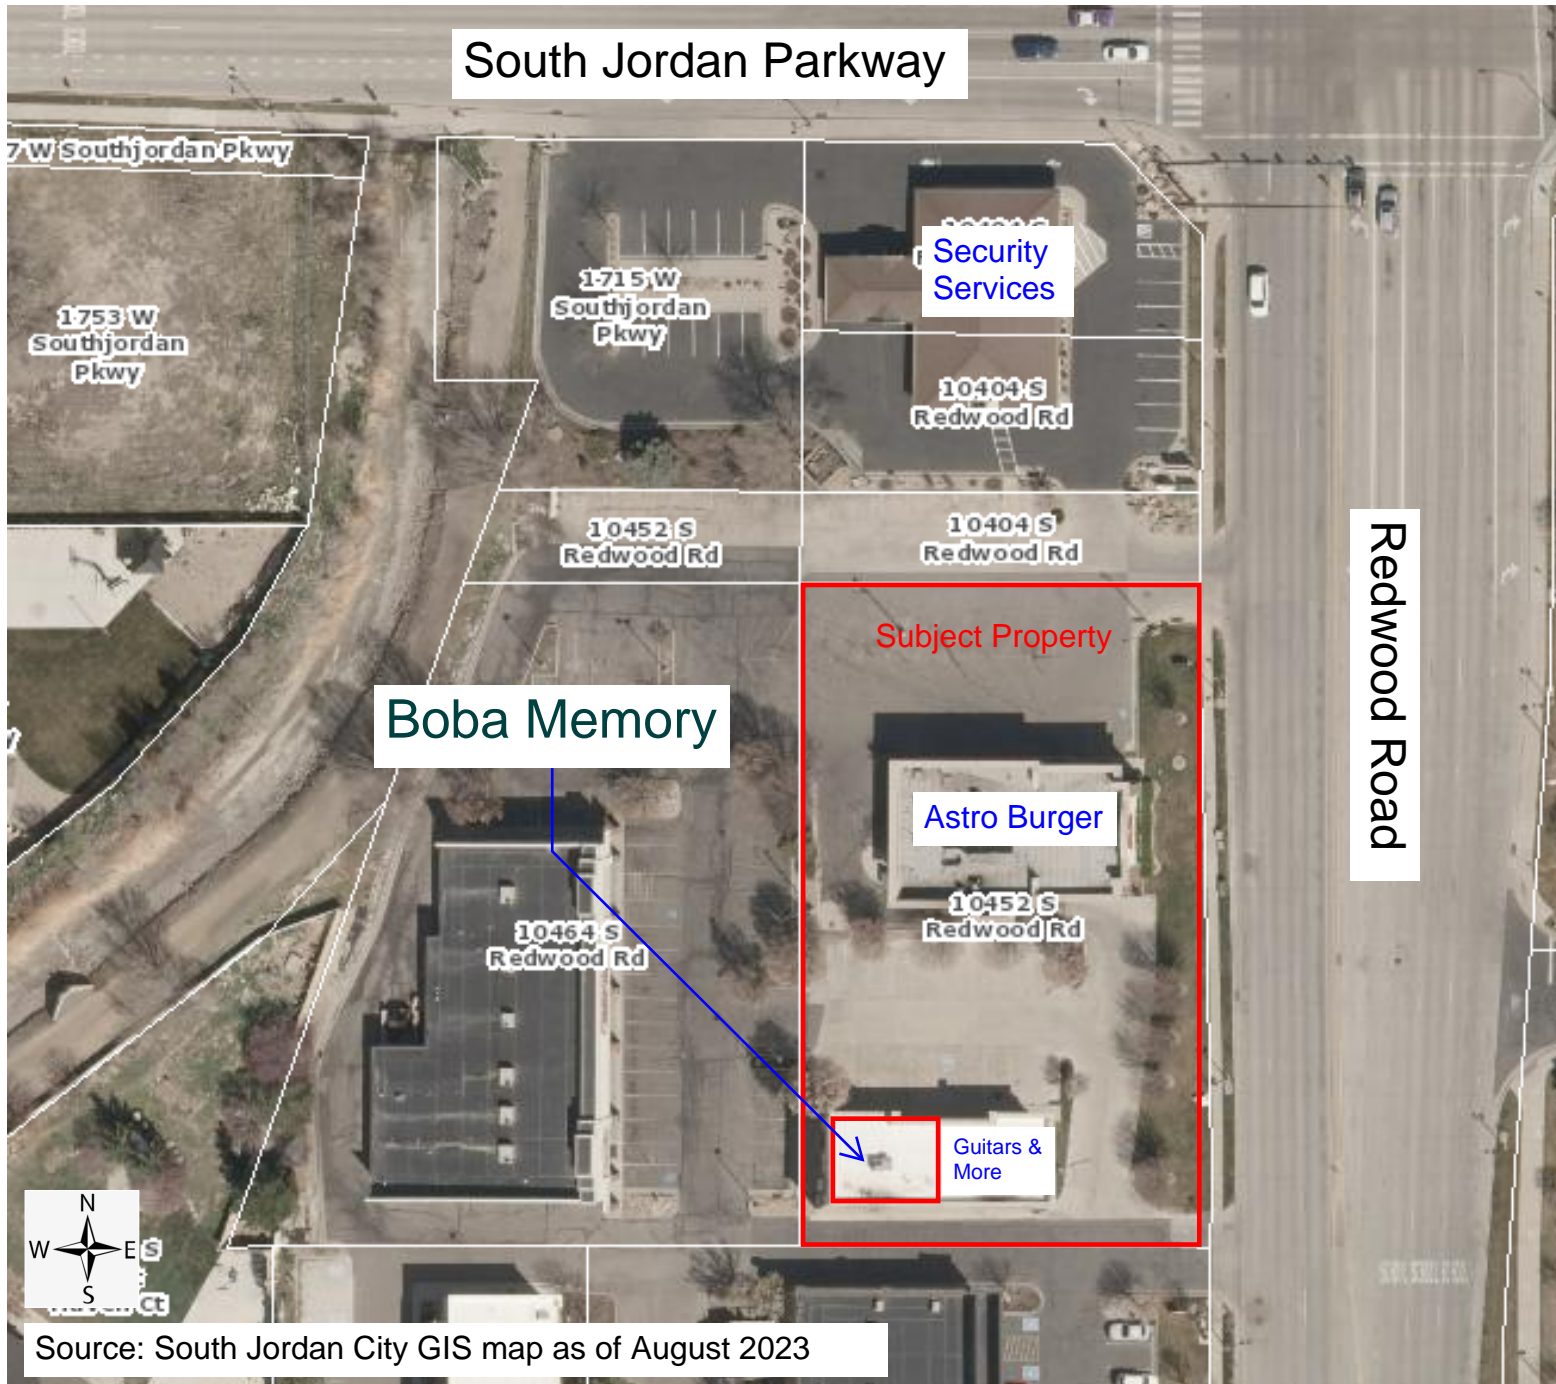 South Jordan Parkway
7 W Southjordan Pkwy
1753 W
Southjordan
Pkwy
1715 W
Southjordan
Pkwy
Security
Services
10404 S
Redwood Rd
10452 S
Redwood Rd
10404 S
Redwood Rd
Redwood Road
Subject Property
Boba Memory
Astro Burger
10452 S
Redwood Rd
10464 S
Redwood Rd
Guitars &
More
N
W E
S
S
Ct
Source: South Jordan City GIS map as of August 2023